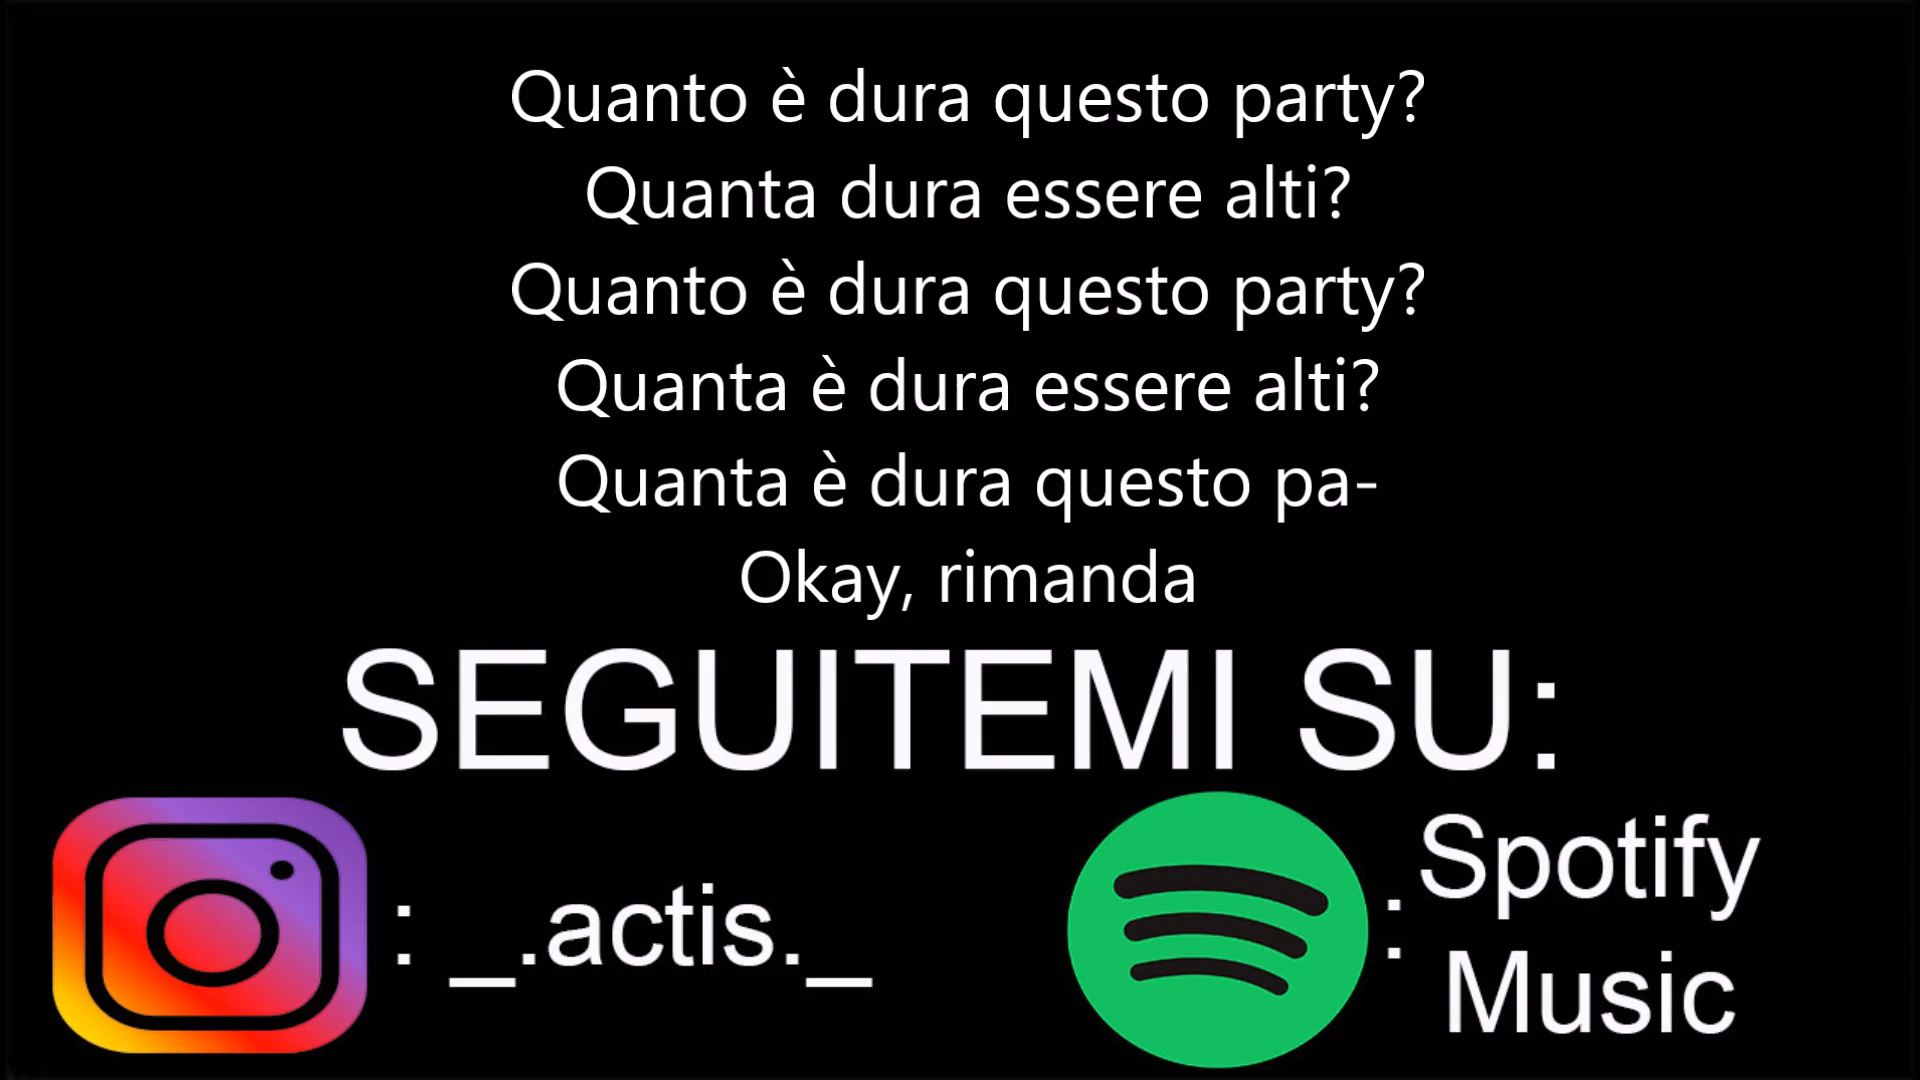 Quanto è dura questo party?
Quanta dura essere alti?
Quanto è dura questo party?
Quanta è dura essere alti?
Quanta è dura questo pa-
Okay, rimanda
SEGUITEMI SU:
: _.actis._
: Spotify
Music